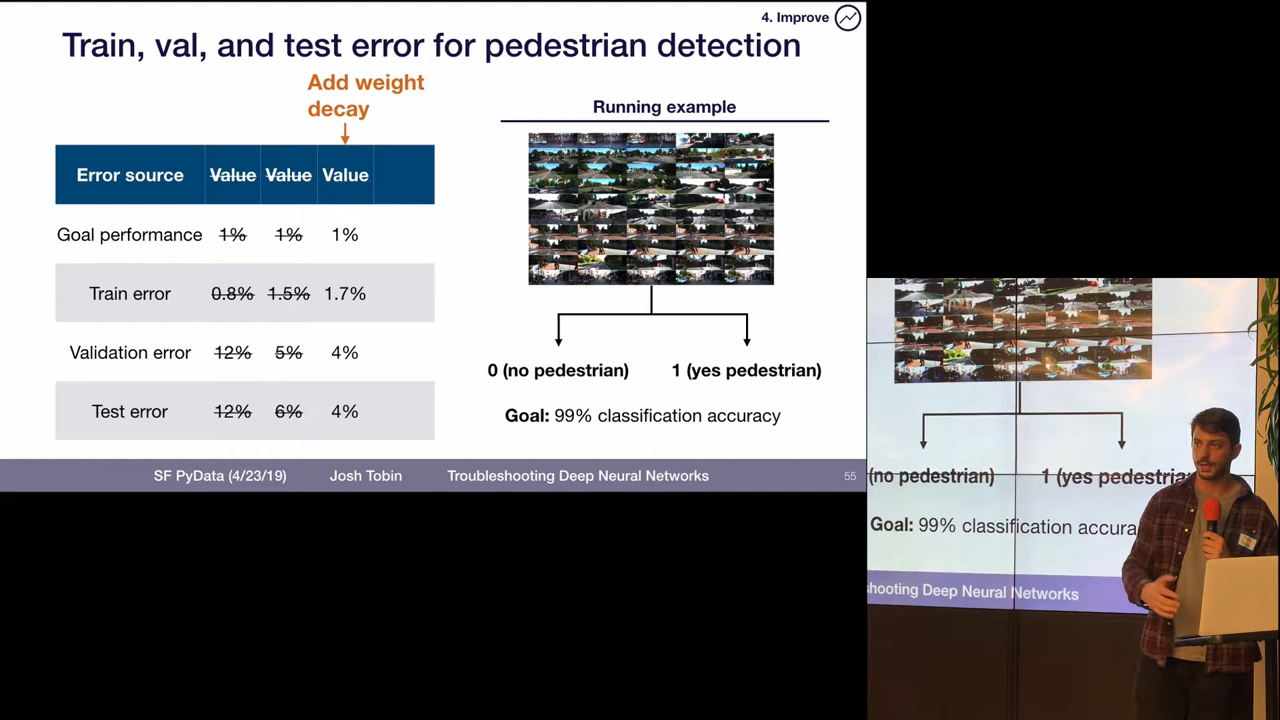 4. Improve
Train, val, and test error for pedestrian detection
Add weight
decay
Running example
Error source Value Value Value
Goal performance 1% 1% 1%
Train error 0.8% 1.5% 1.7%
Validation error 12% 5% 4%
Test error 12% 6% 4%
0 (no pedestrian) 1 (yes pedestrian)
Goal: 99% classification accuracy
SF PyData (4/23/19) Josh Tobin Troubleshooting Deep Neural Networks 55
(no pedestrian) 1 (yes pedestria
Goal: 99% classification accura
shooting Deep Neural Networks